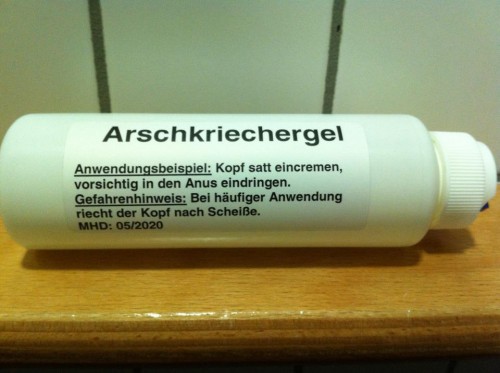 Arschkriechergel
Anwendungsbeispiel: Kopf satt eincremen,
vorsichtig in den Anus eindringen.
Gefahrenhinweis: Bei häufiger Anwendung
riecht der Kopf nach Scheiße.
MHD: 05/2020